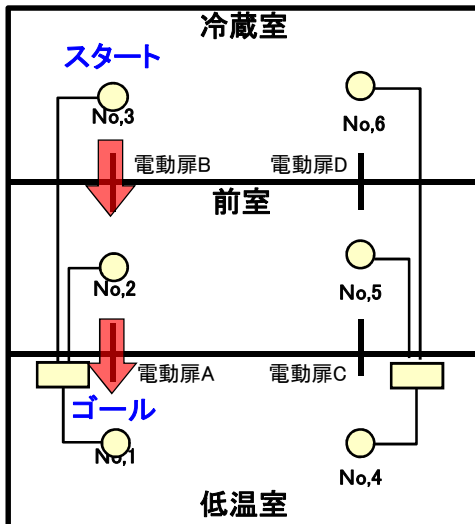 冷蔵室
スタート
No,3
No,6
電動扉B
電動扉D
前室
No,2
No,5
電動扉A
電動扉C
ゴール
No,1
No,4
低温室